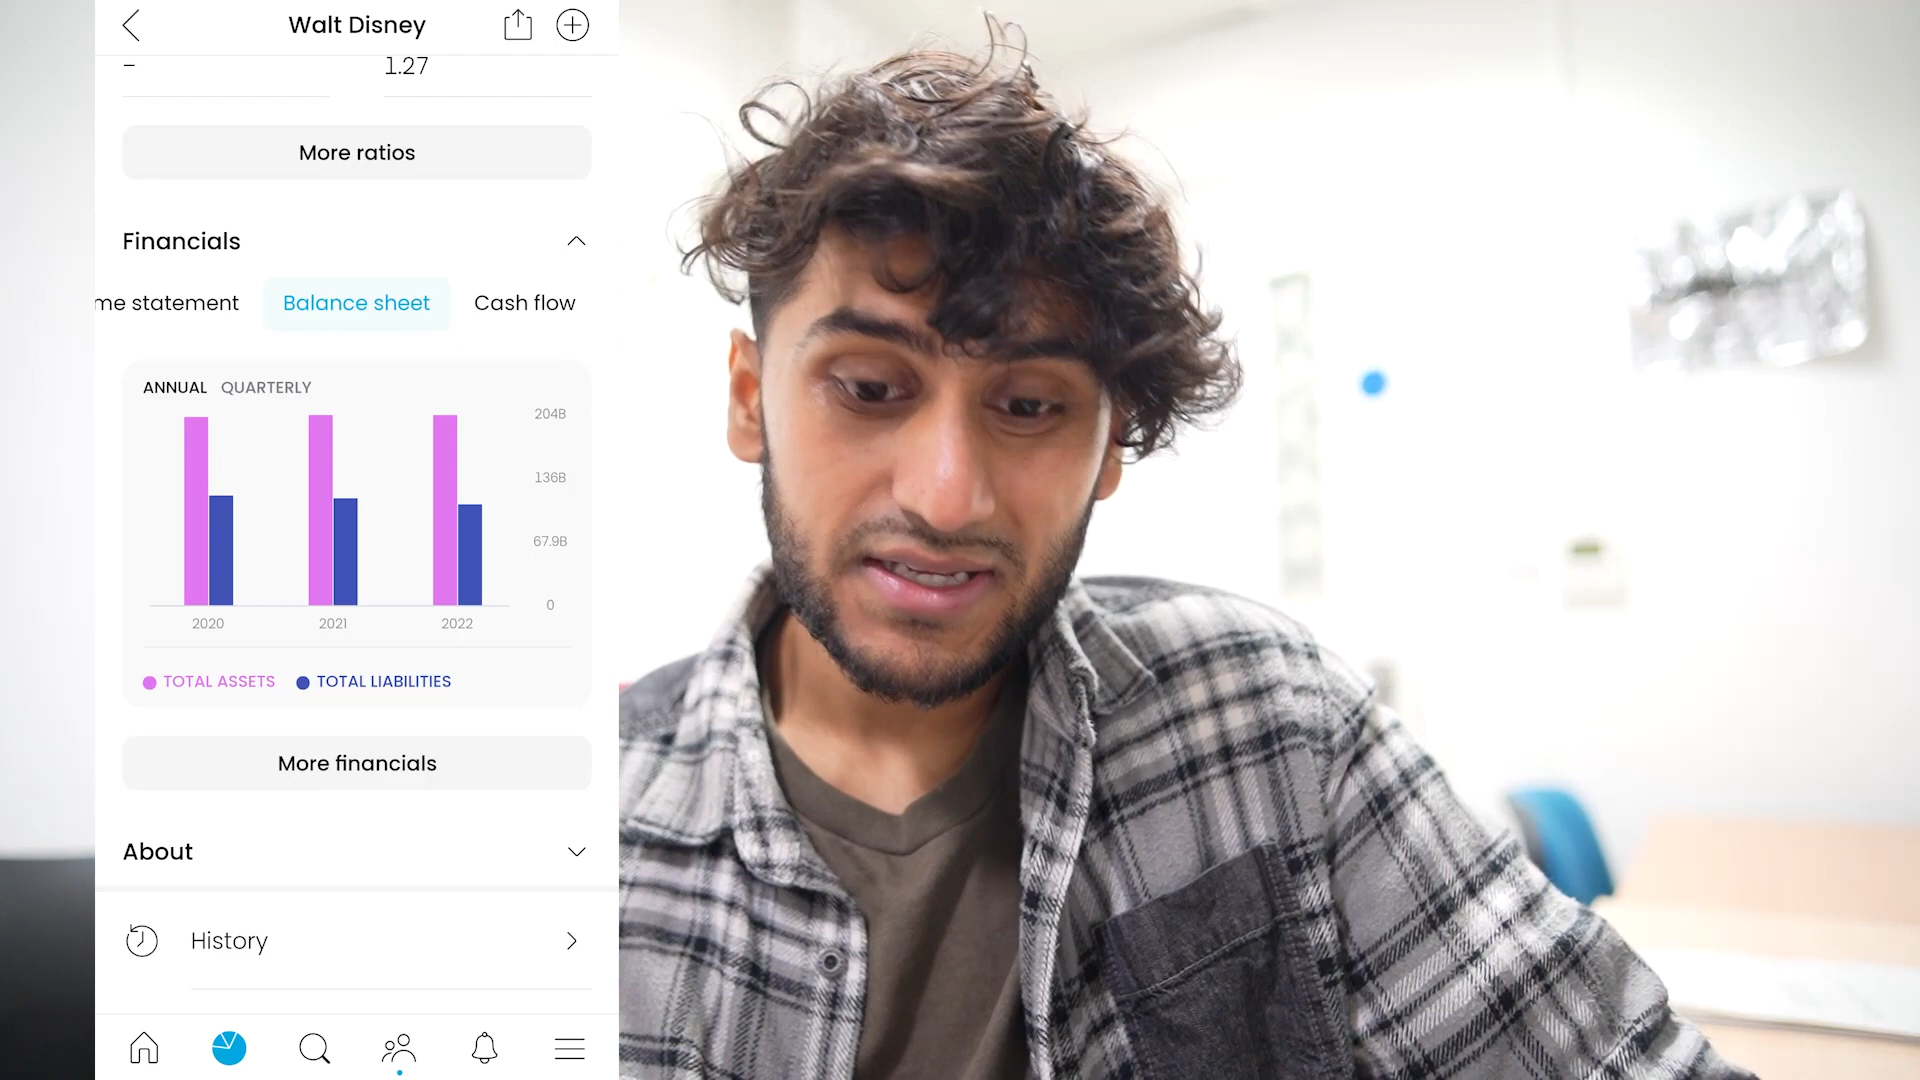 Walt Disney
- 1.27
More ratios
Financials
me statement Balance sheet Cash flow
ANNUAL QUARTERLY
204B
136B
67.9B
0
2020 2021 2022
TOTAL ASSETS TOTAL LIABILITIES
More financials
About
History